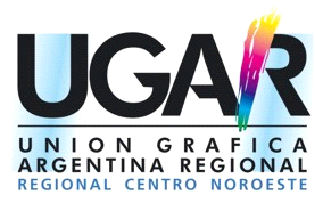 UGAR
UNION GRAFICA
ARGENTINA REGIONAL
REGIONAL CENTRO NOROESTE